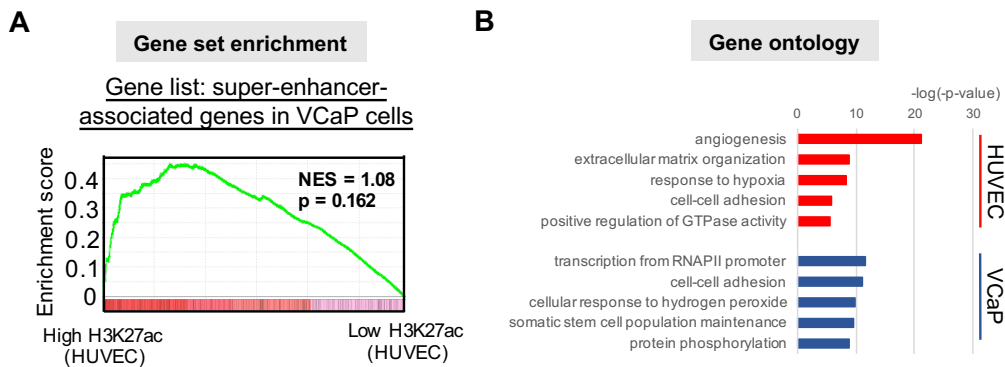 A
Gene set enrichment
Gene list: super-enhancer-
associated genes in VCaP cells
Enrichment score
0.4
0.3
0.2
0.1
0
NES = 1.08
p = 0.162
High H3K27ac
(HUVEC)
Low H3K27ac
(HUVEC)
B
Gene ontology
-log(-p-value)
0
10
20
30
angiogenesis
extracellular matrix organization
response to hypoxia
cell-cell adhesion
positive regulation of GTPase activity
HUVEC
transcription from RNAPII promoter
cell-cell adhesion
cellular response to hydrogen peroxide
somatic stem cell population maintenance
protein phosphorylation
VCaP